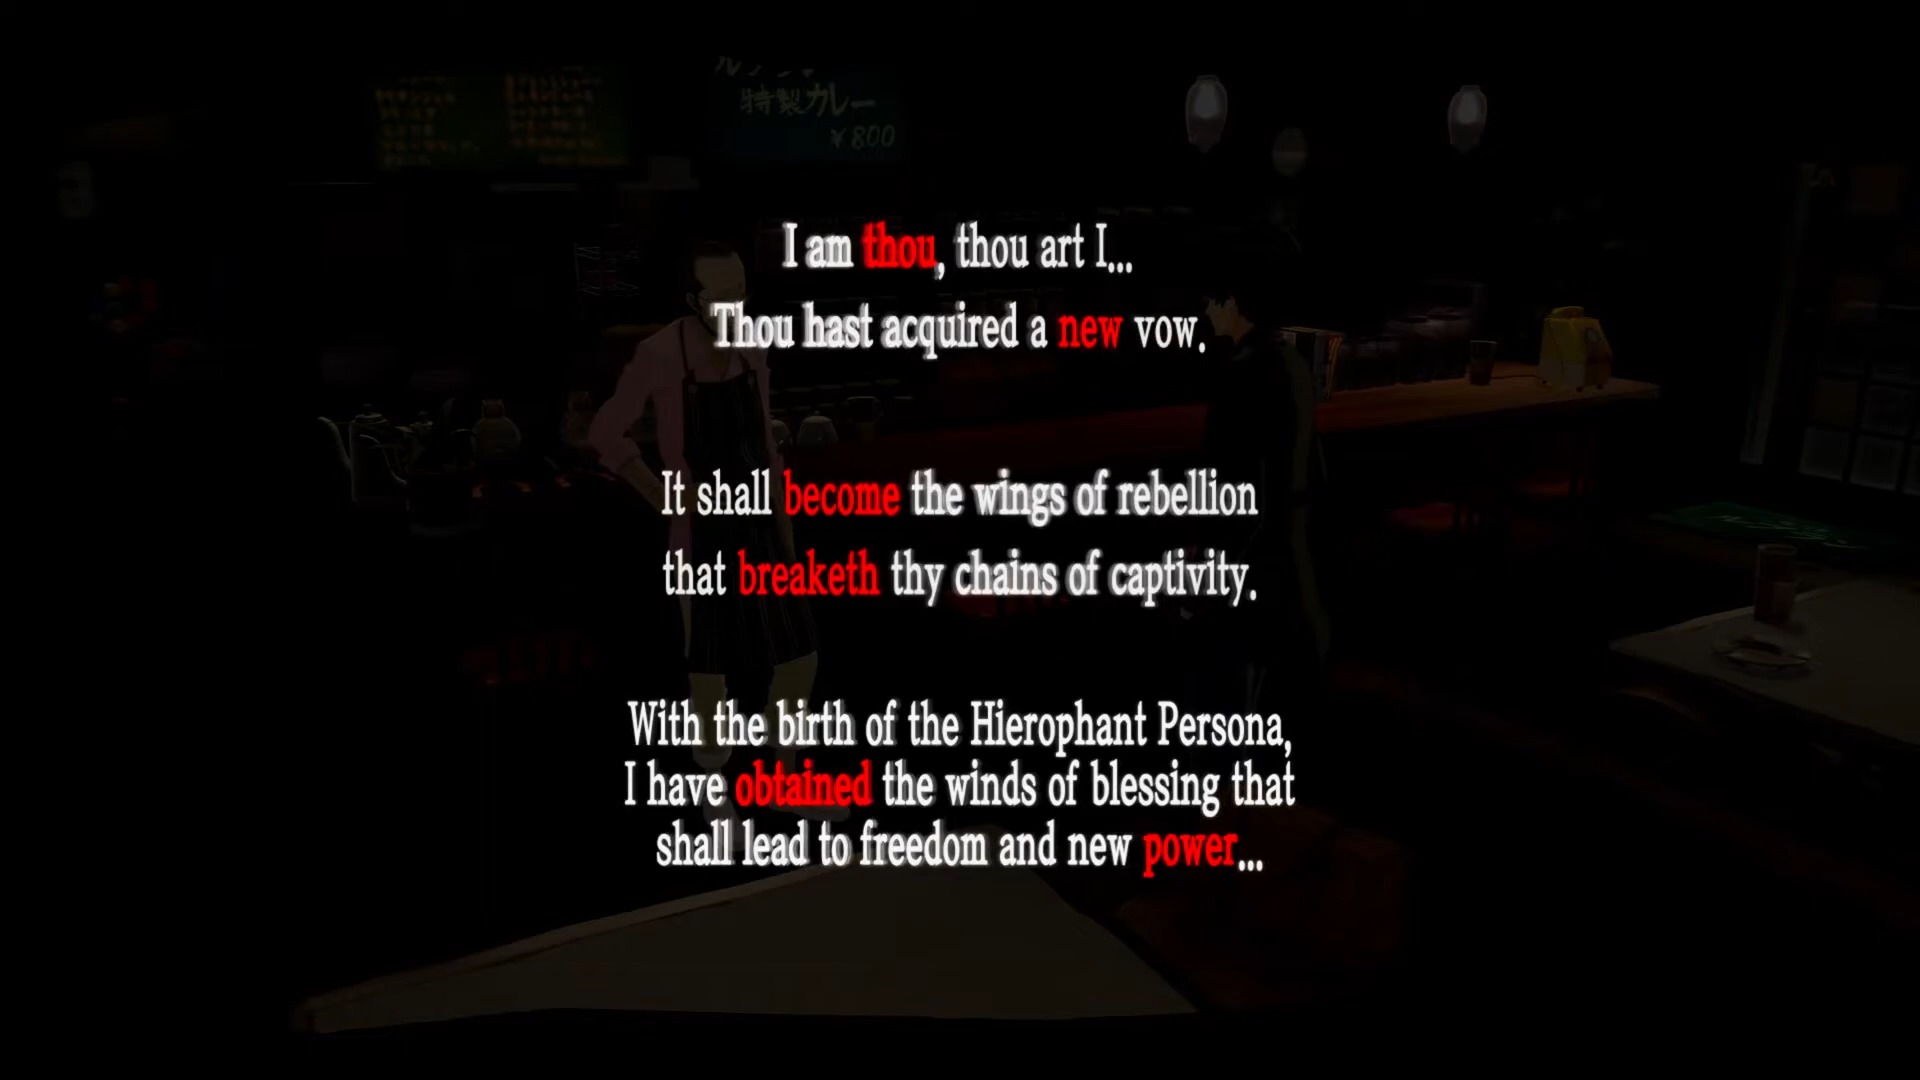 特製カレー
¥800
I am thou, thou art I...
Thou hast acquired a new vow.
It shall become the wings of rebellion
that breaketh thy chains of captivity.
With the birth of the Hierophant Persona,
I have obtained the winds of blessing that
shall lead to freedom and new power...